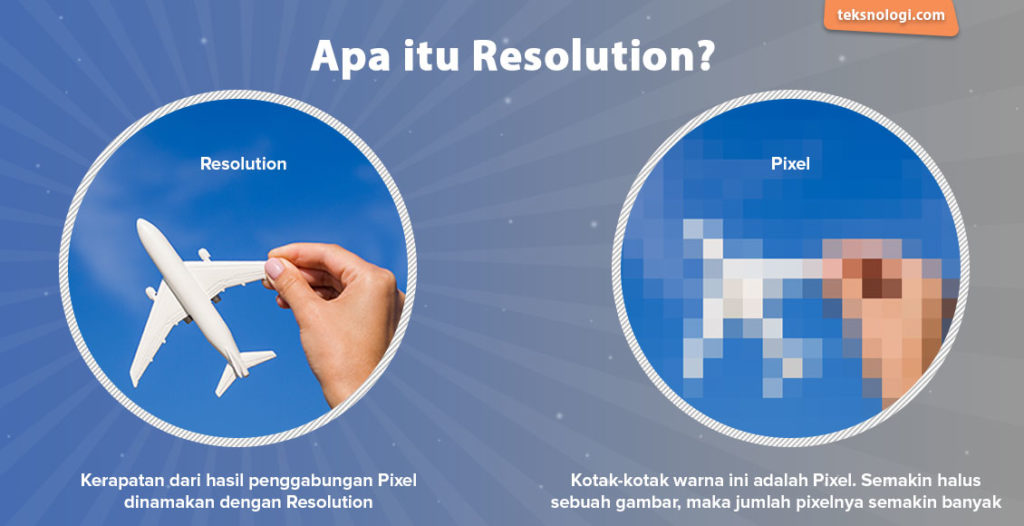 teksnologi.com
Apa itu Resolution?
Resolution
Pixel
Kerapatan dari hasil penggabungan Pixel
dinamakan dengan Resolution
Kotak-kotak warna ini adalah Pixel. Semakin halus
sebuah gambar, maka jumlah pixelnya semakin banyak